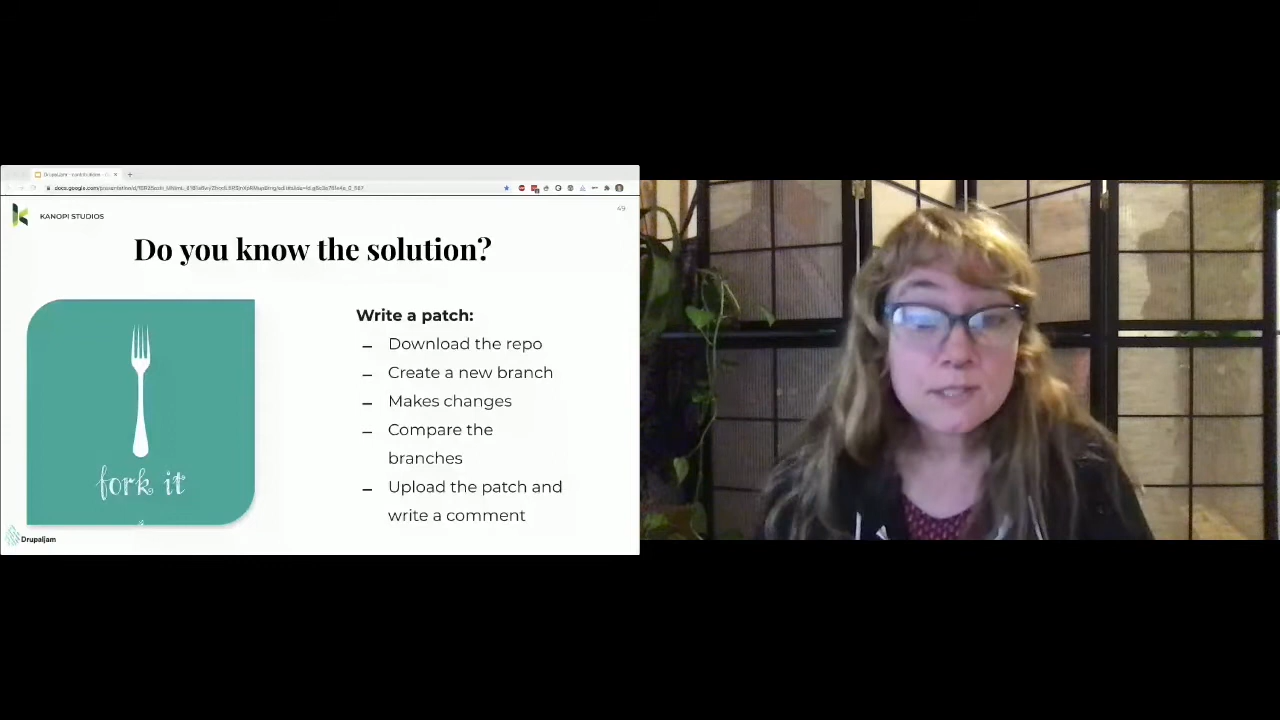 KANOPI STUDIOS
49
Do you know the solution?
fork it
Write a patch:
– Download the repo
– Create a new branch
– Makes changes
– Compare the
branches
– Upload the patch and
write a comment
Drupaljam